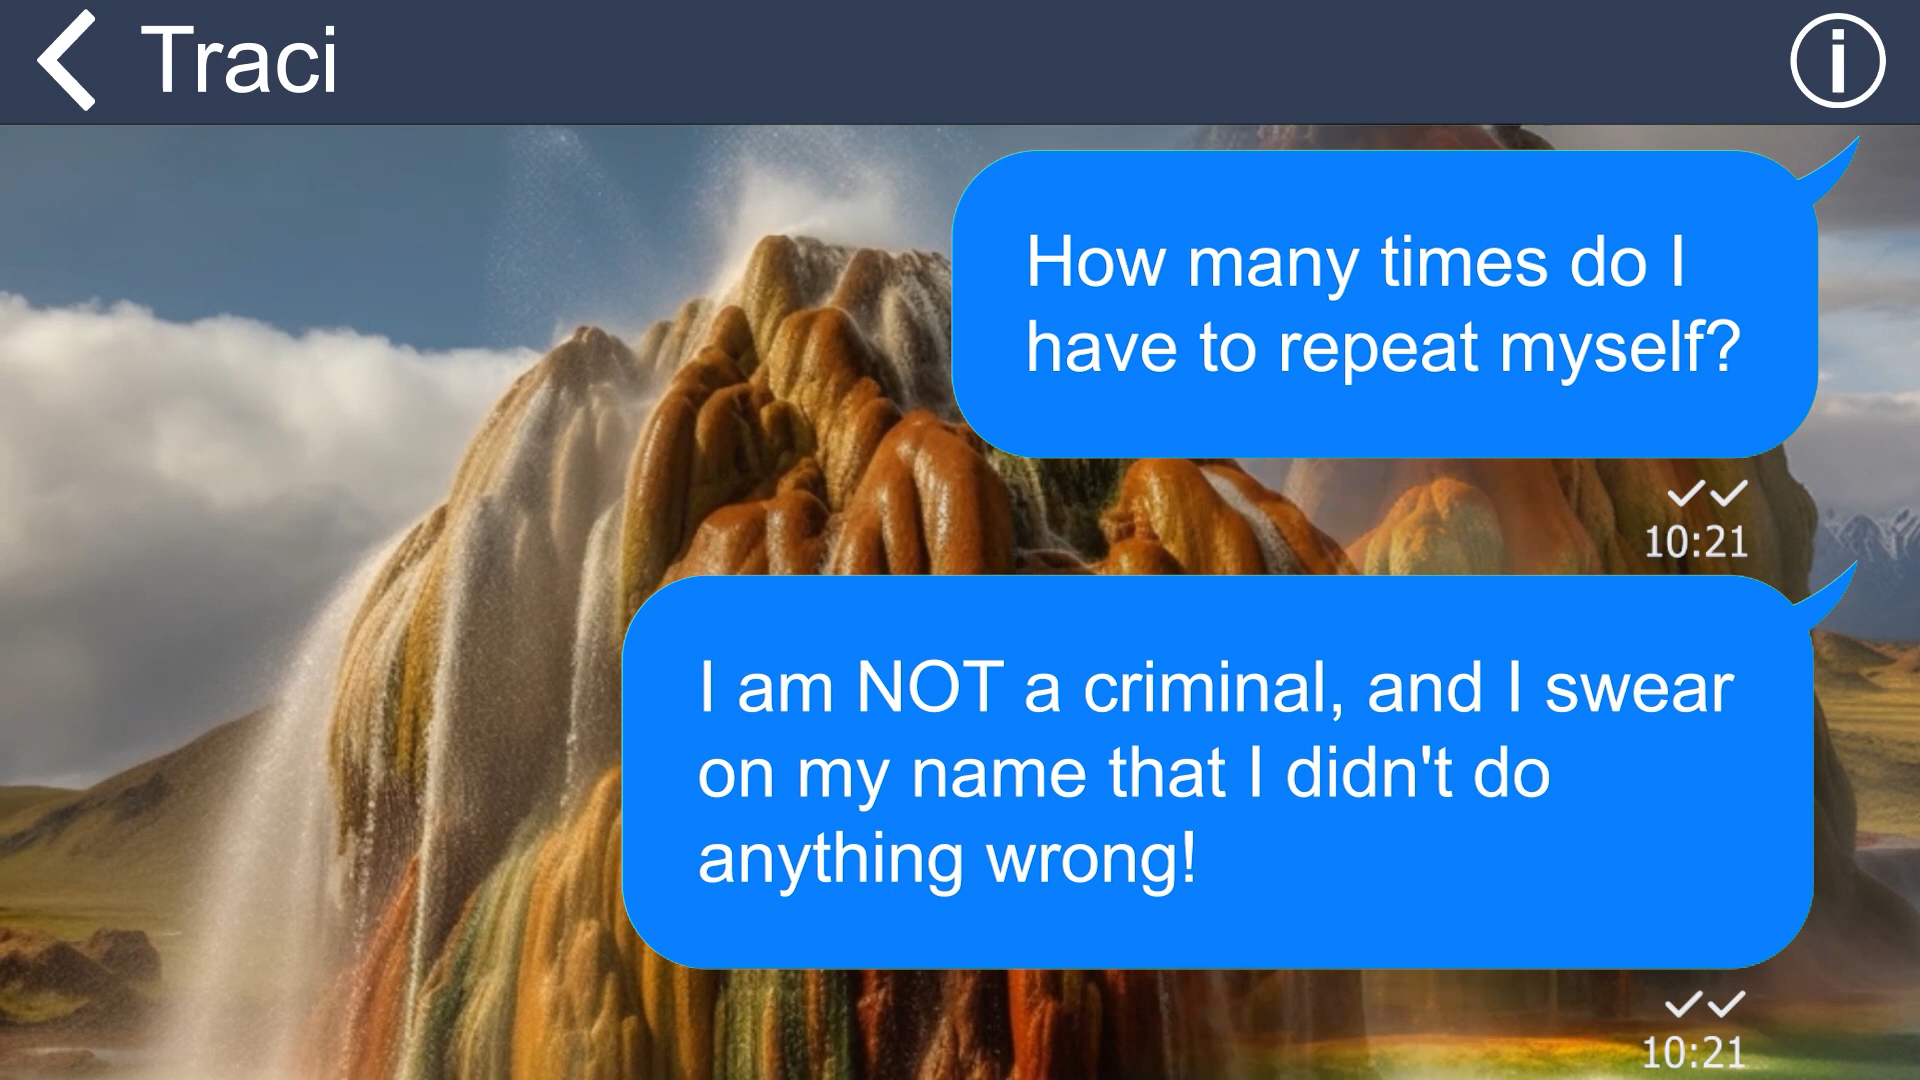 Traci
How many times do I
have to repeat myself?
10:21
I am NOT a criminal, and I swear
on my name that I didn't do
anything wrong!
10:21